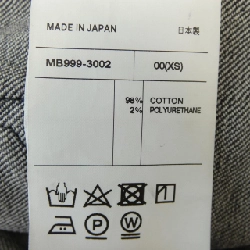 MADE IN JAPAN 日本製
MB999-3002 00(XS)
98% COTTON
2% POLYURETHANE
P W